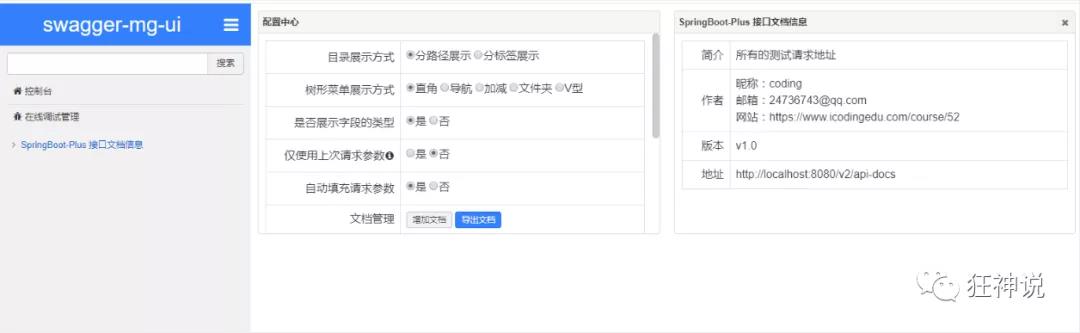 swagger-mg-ui
搜索
控制台
在线调试管理
SpringBoot-Plus 接口文档信息
配置中心
目录展示方式 分路径展示 分标签展示
树形菜单展示方式 直角 导航 加减 文件夹 V型
是否展示字段的类型 是 否
仅使用上次请求参数 是 否
自动填充请求参数 是 否
文档管理 增加文档 导出文档
SpringBoot-Plus 接口文档信息
简介 所有的测试请求地址
作者 昵称：coding
邮箱：24736743@qq.com
网站：https://www.icodingedu.com/course/52
版本 v1.0
地址 http://localhost:8080/v2/api-docs
狂神说